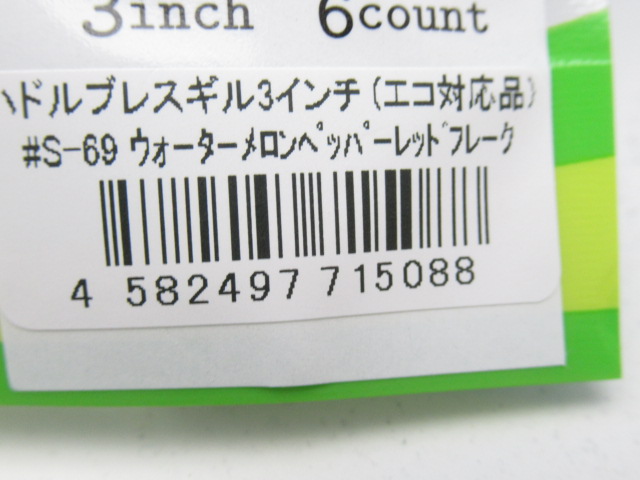 3inch 6count
ハドルブレスギル3インチ(エコ対応品)
#S-69 ウォーターメロンペッパーレッドフレーク
4 582497 715088